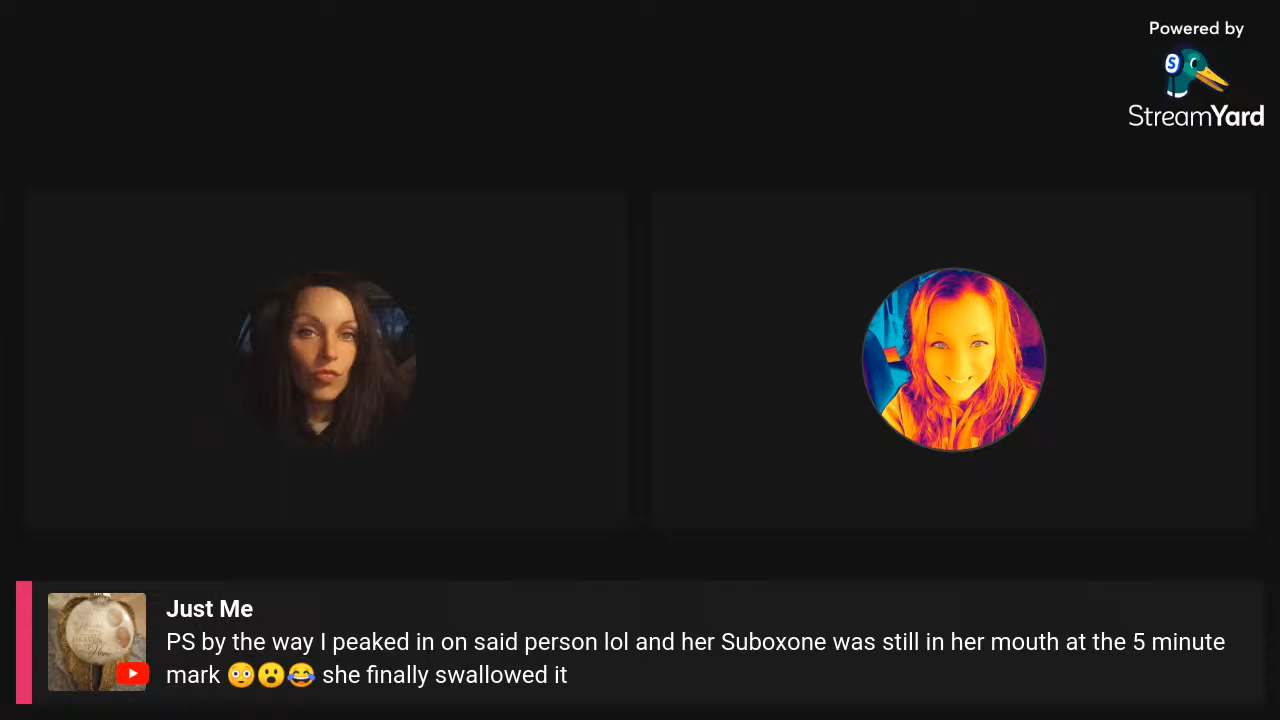 Powered by
S
StreamYard
Just Me
PS by the way I peaked in on said person lol and her Suboxone was still in her mouth at the 5 minute
mark 😳😮😂 she finally swallowed it